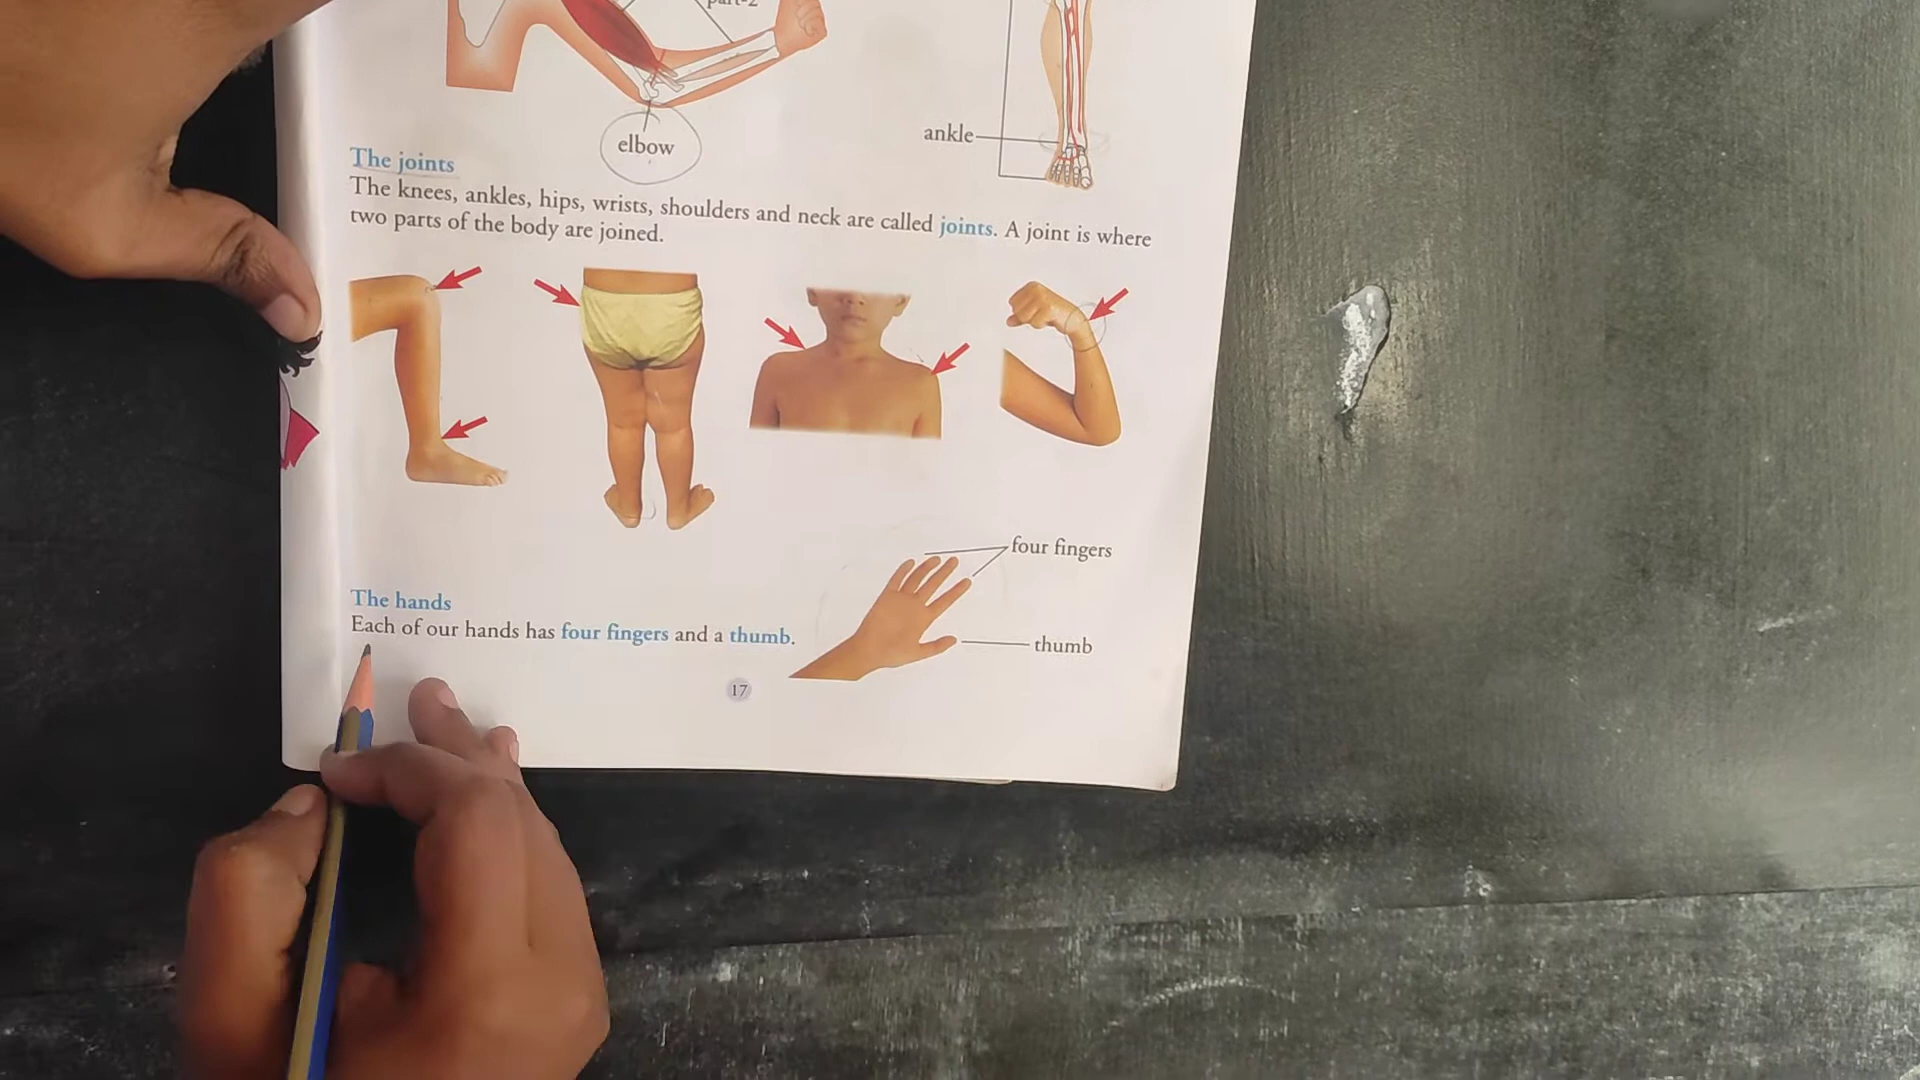 part-2
elbow
ankle
The joints
The knees, ankles, hips, wrists, shoulders and neck are called joints. A joint is where
two parts of the body are joined.
four fingers
The hands
Each of our hands has four fingers and a thumb.
thumb
17